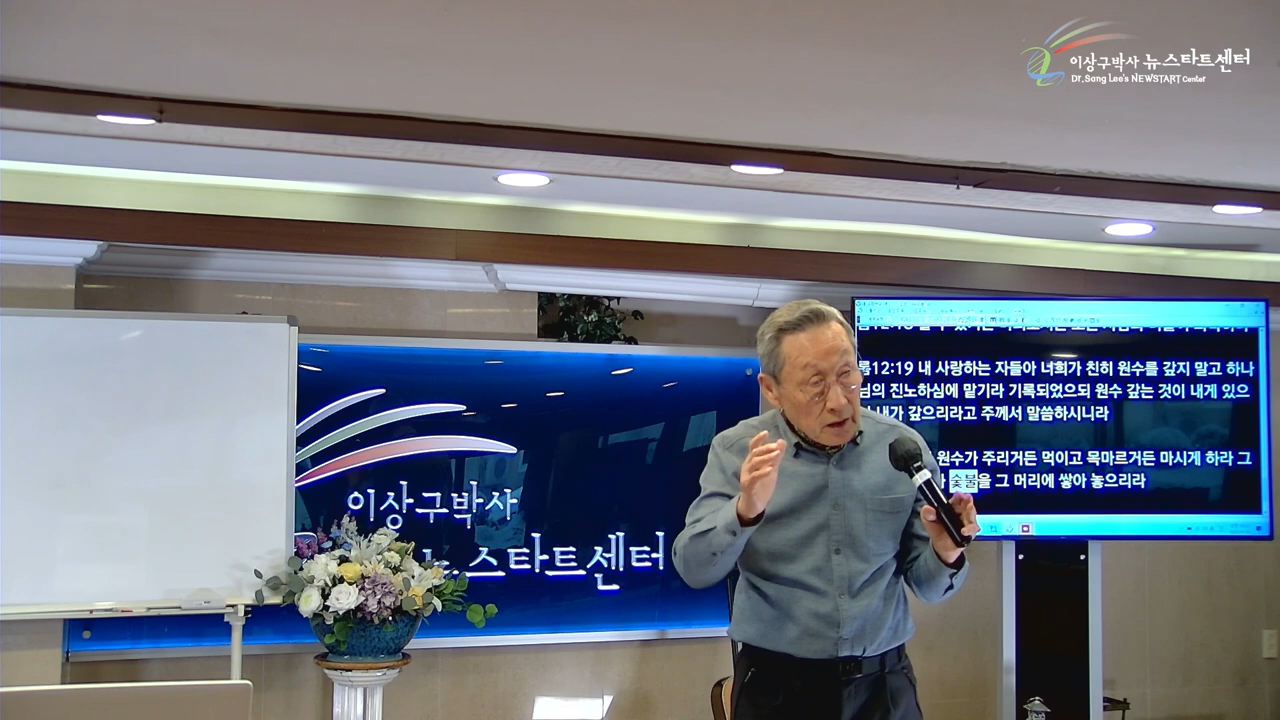 이상구박사 뉴스타트센터
Dr. Sang Lee's NEWSTART Center
이상구박사
스타트센터
롬12:19 내 사랑하는 자들아 너희가 친히 원수를 갚지 말고 하나
님의 진노하심에 맡기라 기록되었으되 원수 갚는 것이 내게 있으
내가 갚으리라고 주께서 말씀하시니라
원수가 주리거든 먹이고 목마르거든 마시게 하라 그
숯불을 그 머리에 쌓아 놓으리라